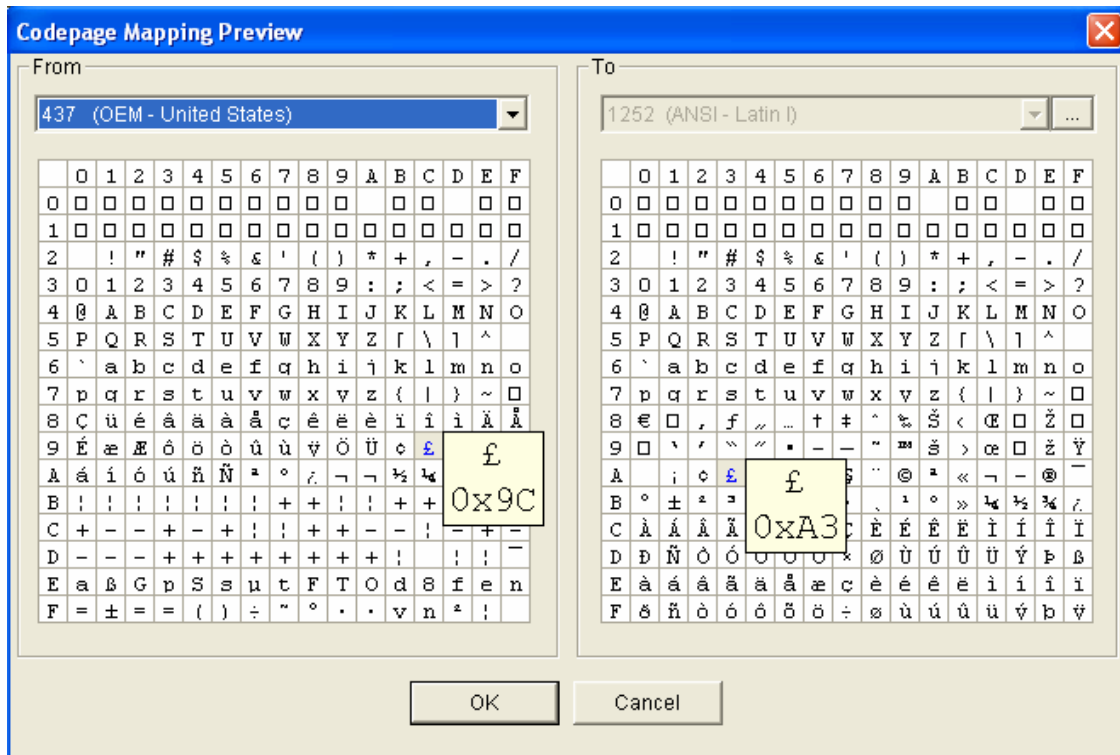 Codepage Mapping Preview
From
437 (OEM - United States)
0 1 2 3 4 5 6 7 8 9 A B C D E F
0 □ □ □ □ □ □ □ □ □ □ □ □ □ □
1 □ □ □ □ □ □ □ □ □ □ □ □ □ □ □ □
2 ! " # $ % & ' ( ) * + , - . /
3 0 1 2 3 4 5 6 7 8 9 : ; < = > ?
4 @ A B C D E F G H I J K L M N O
5 P Q R S T U V W X Y Z [ \ ] ^
6 ` a b c d e f g h i j k l m n o
7 p q r s t u v w x y z { | } ~ □
8 Ç ü é â ä à å ç ê ë è ï î ì Ä Å
9 É æ Æ ô ö ò û ù ÿ Ö Ü ¢ £
A á í ó ú ñ Ñ ª º ¿ ¬ ¬ ½ ¼
B ¦ ¦ ¦ ¦ ¦ ¦ ¦ + + ¦ ¦ + +
C + - - + - + ¦ ¦ + + - - ¦ - + -
D - - - + + + + + + + + ¦ ¦ ¦ ¯
E a ß G p S s µ t F T O d 8 f e n
F = ± = = ( ) ÷ ~ ° · · v n ² ¦
£
0x9C
To
1252 (ANSI - Latin I)
...
0 1 2 3 4 5 6 7 8 9 A B C D E F
0 □ □ □ □ □ □ □ □ □ □ □ □ □ □
1 □ □ □ □ □ □ □ □ □ □ □ □ □ □ □ □
2 ! " # $ % & ' ( ) * + , - . /
3 0 1 2 3 4 5 6 7 8 9 : ; < = > ?
4 @ A B C D E F G H I J K L M N O
5 P Q R S T U V W X Y Z [ \ ] ^
6 ` a b c d e f g h i j k l m n o
7 p q r s t u v w x y z { | } ~ □
8 € □ ‚ ƒ „ … † ‡ ˆ ‰ Š ‹ Œ □ Ž □
9 □ ‘ ’ “ ” • – — ˜ ™ š › œ □ ž Ÿ
A ¡ ¢ £ § ¨ © ª « ¬ - ® ¯
B ° ± ² ³ ¹ º » ¼ ½ ¾ ¿
C À Á Â Ã Ç È É Ê Ë Ì Í Î Ï
D Ð Ñ Ò Ó Ô Õ Ö × Ø Ù Ú Û Ü Ý Þ ß
E à á â ã ä å æ ç è é ê ë ì í î ï
F ð ñ ò ó ô õ ö ÷ ø ù ú û ü ý þ ÿ
£
0xA3
OK
Cancel